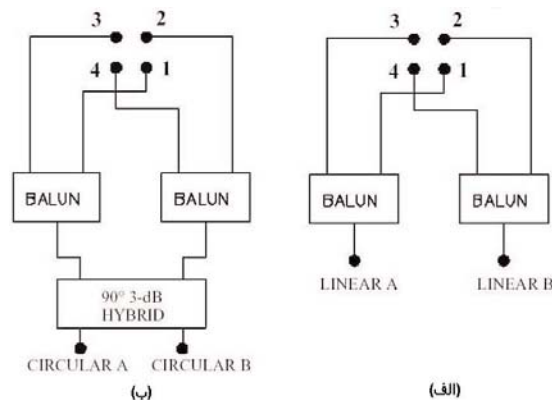 3 2
4 1
BALUN BALUN
90° 3-dB
HYBRID
CIRCULAR A CIRCULAR B
(ب)
3 2
4 1
BALUN BALUN
LINEAR A LINEAR B
(الف)